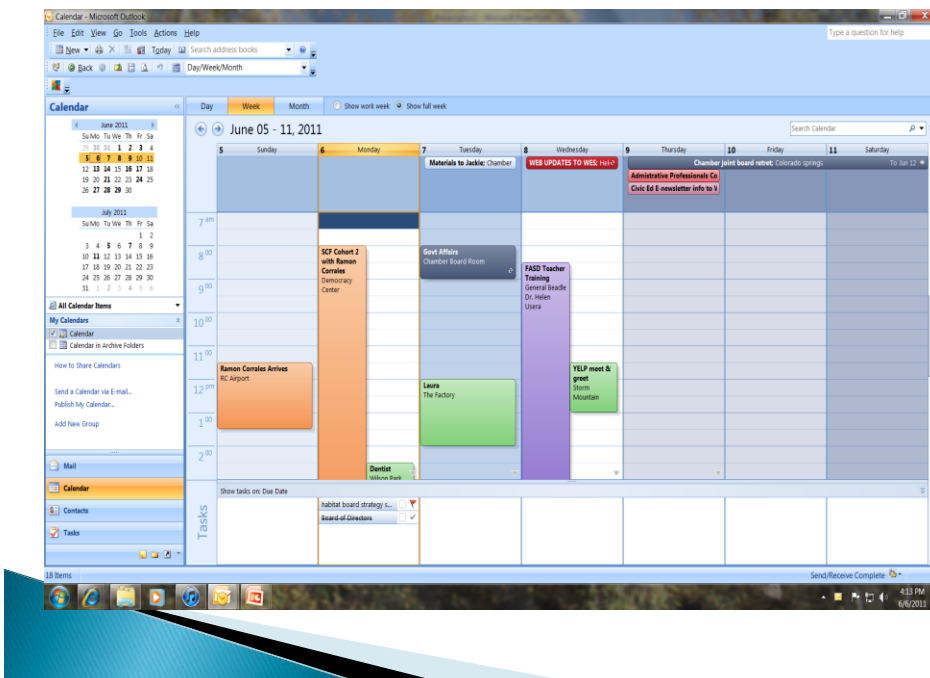 Calendar - Microsoft Outlook
File Edit View Go Tools Actions Help
Type a question for help
New Today Search address books
Back Day/Week/Month
Calendar
Day Week Month Show work week Show full week
June 2011
Su Mo Tu We Th Fr Sa
29 30 31 1 2 3 4
5 6 7 8 9 10 11
12 13 14 15 16 17 18
19 20 21 22 23 24 25
26 27 28 29 30
July 2011
Su Mo Tu We Th Fr Sa
1 2
3 4 5 6 7 8 9
10 11 12 13 14 15 16
17 18 19 20 21 22 23
24 25 26 27 28 29 30
31 1 2 3 4 5 6
All Calendar Items
My Calendars
Calendar
Calendar in Archive Folders
How to Share Calendars
Send a Calendar via E-mail...
Publish My Calendar...
Add New Group
Mail
Calendar
Contacts
Tasks
June 05 - 11, 2011
Search Calendar
5 Sunday 6 Monday 7 Tuesday 8 Wednesday 9 Thursday 10 Friday 11 Saturday
Materials to Jackie; Chamber
WEB UPDATES TO WES;
Chamber joint board retret; Colorado springs To Jun 12
Admistrative Professionals Co
Civic Ed E-newsletter info to
7 am
8 00
9 00
10 00
11 00
12 pm
1 00
2 00
Ramon Corrales Arrives
RC Airport
SCF Cohort 2
with Ramon
Corrales
Democracy
Center
Dentist
Wilson Park
Govt Affairs
Chamber Board Room
Laura
The Factory
FASD Teacher
Training
General Beadle
Dr. Helen
Usera
YELP meet &
greet
Storm
Mountain
Tasks
Show tasks on: Due Date
habitat board strategy s...
Board of Directors
18 Items
Send/Receive Complete
4:13 PM
6/6/2011